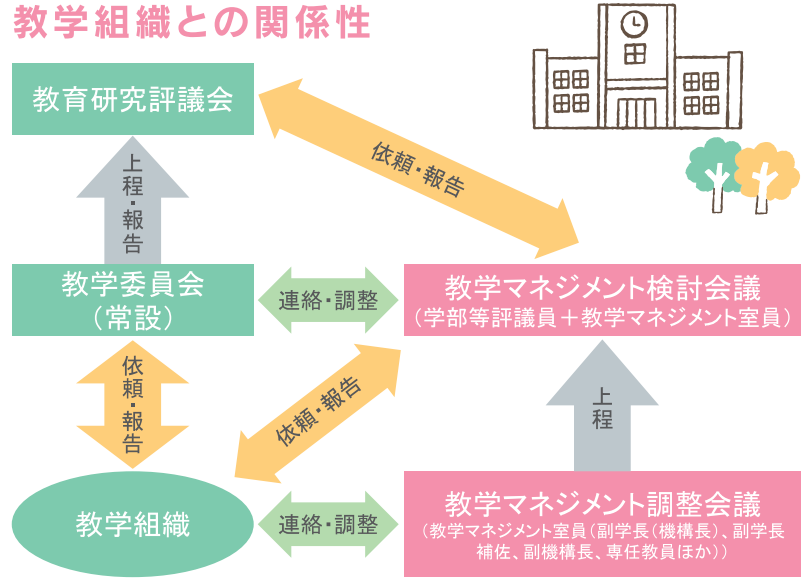 教学組織との関係性
教育研究評議会
依頼・報告
上程・報告
教学委員会
（常設）
連絡・調整
教学マネジメント検討会議
（学部等評議員＋教学マネジメント室員）
依頼・報告
依頼・報告
上程
教学組織
連絡・調整
教学マネジメント調整会議
（教学マネジメント室員（副学長（機構長）、副学長
補佐、副機構長、専任教員ほか））